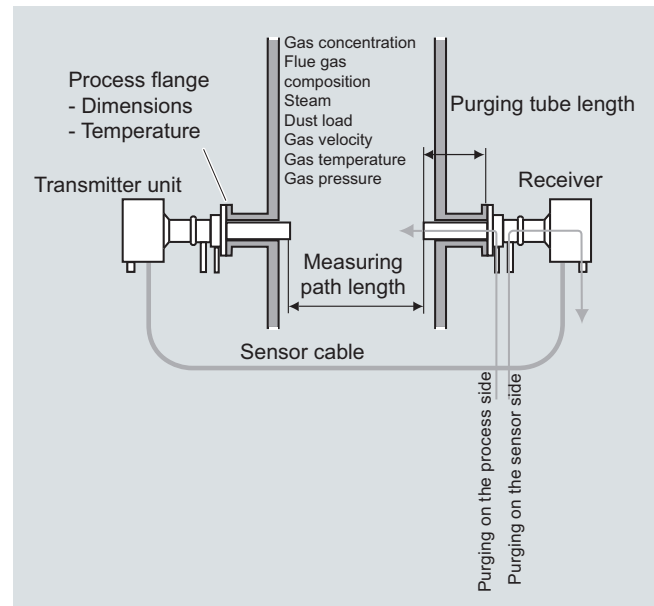 Gas concentration
Flue gas
composition
Steam
Dust load
Gas velocity
Gas temperature
Gas pressure
Process flange
- Dimensions
- Temperature
Purging tube length
Transmitter unit
Receiver
Measuring
path length
Sensor cable
Purging on the process side
Purging on the sensor side